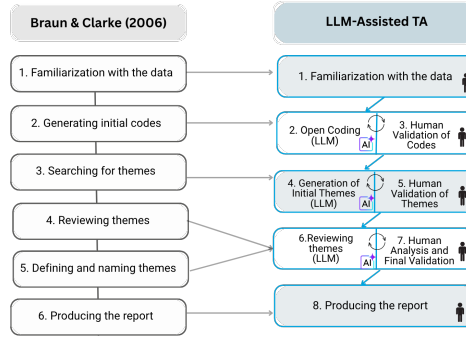 Braun & Clarke (2006)
1. Familiarization with the data
2. Generating initial codes
3. Searching for themes
4. Reviewing themes
5. Defining and naming themes
6. Producing the report
LLM-Assisted TA
1. Familiarization with the data
2. Open Coding
(LLM)
AI
3. Human
Validation of
Codes
4. Generation of
Initial Themes
(LLM)
AI
5. Human
Validation of
Themes
6.Reviewing
themes
(LLM)
AI
7. Human
Analysis and
Final Validation
8. Producing the report